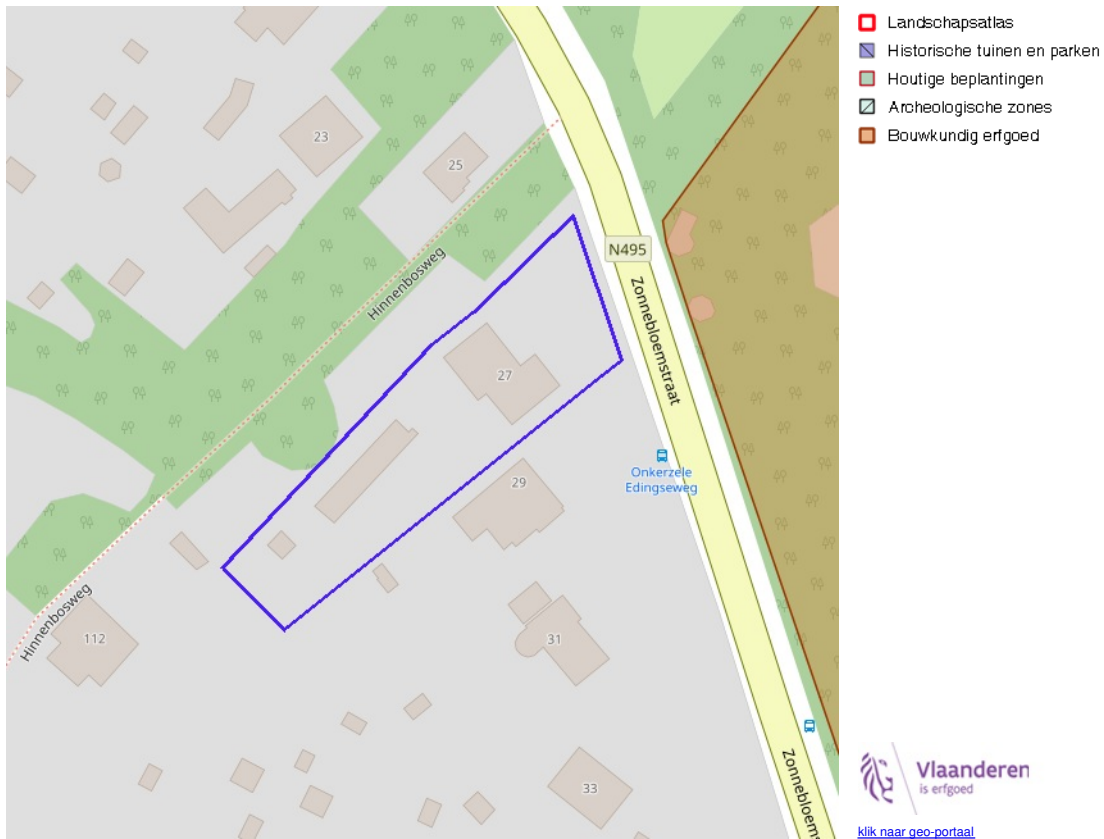 23
25
Hinnenbosweg
N495
Zonnebloemstraat
27
Onkerzele
Edingseweg
29
Hinnenbosweg
112
31
33
Zonnebloems
Landschapsatlas
Historische tuinen en parken
Houtige beplantingen
Archeologische zones
Bouwkundig erfgoed
Vlaanderen
is erfgoed
klik naar geo-portaal